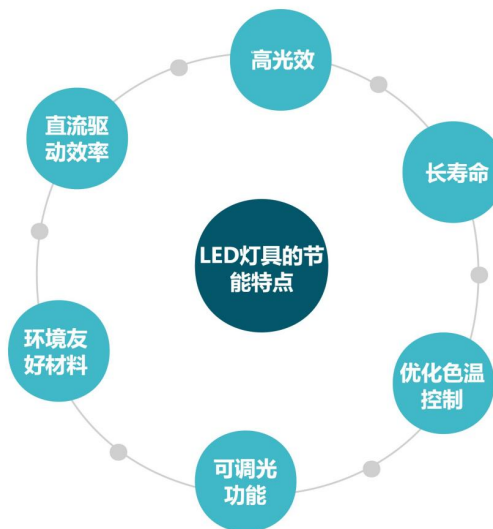 高光效
直流驱
动效率
长寿命
LED灯具的节
能特点
环境友
好材料
优化色温
控制
可调光
功能